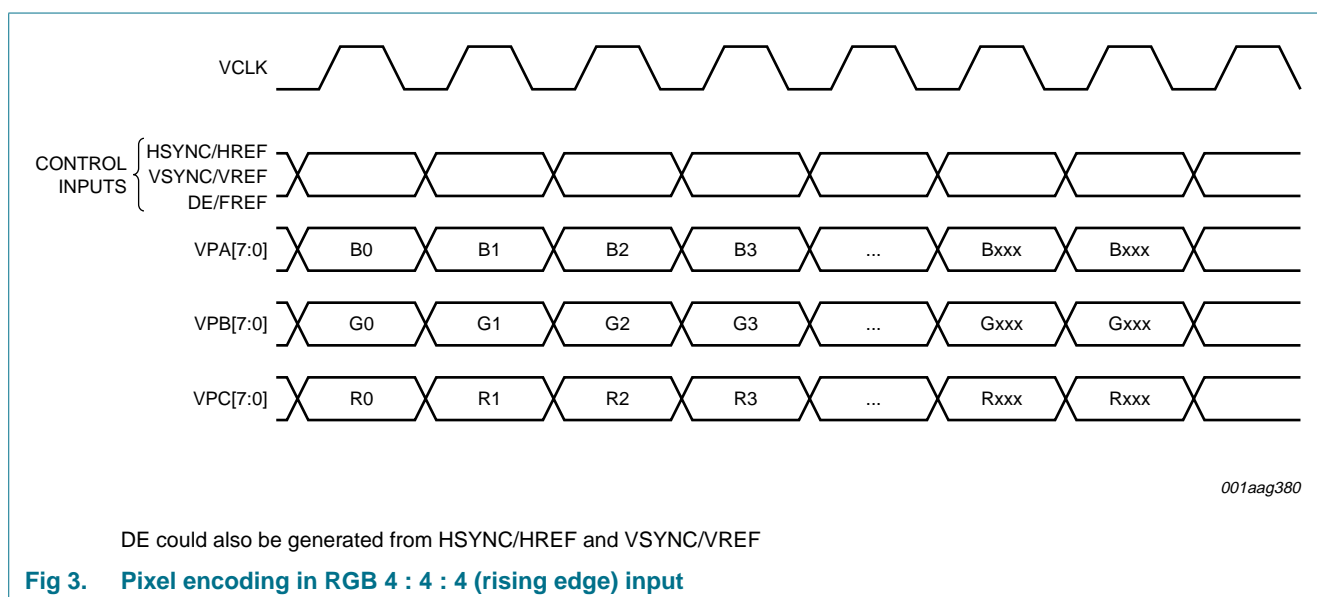 VCLK
CONTROL INPUTS
HSYNC/HREF
VSYNC/VREF
DE/FREF
VPA[7:0] B0 B1 B2 B3 ... Bxxx Bxxx
VPB[7:0] G0 G1 G2 G3 ... Gxxx Gxxx
VPC[7:0] R0 R1 R2 R3 ... Rxxx Rxxx
001aag380
DE could also be generated from HSYNC/HREF and VSYNC/VREF
Fig 3. Pixel encoding in RGB 4 : 4 : 4 (rising edge) input